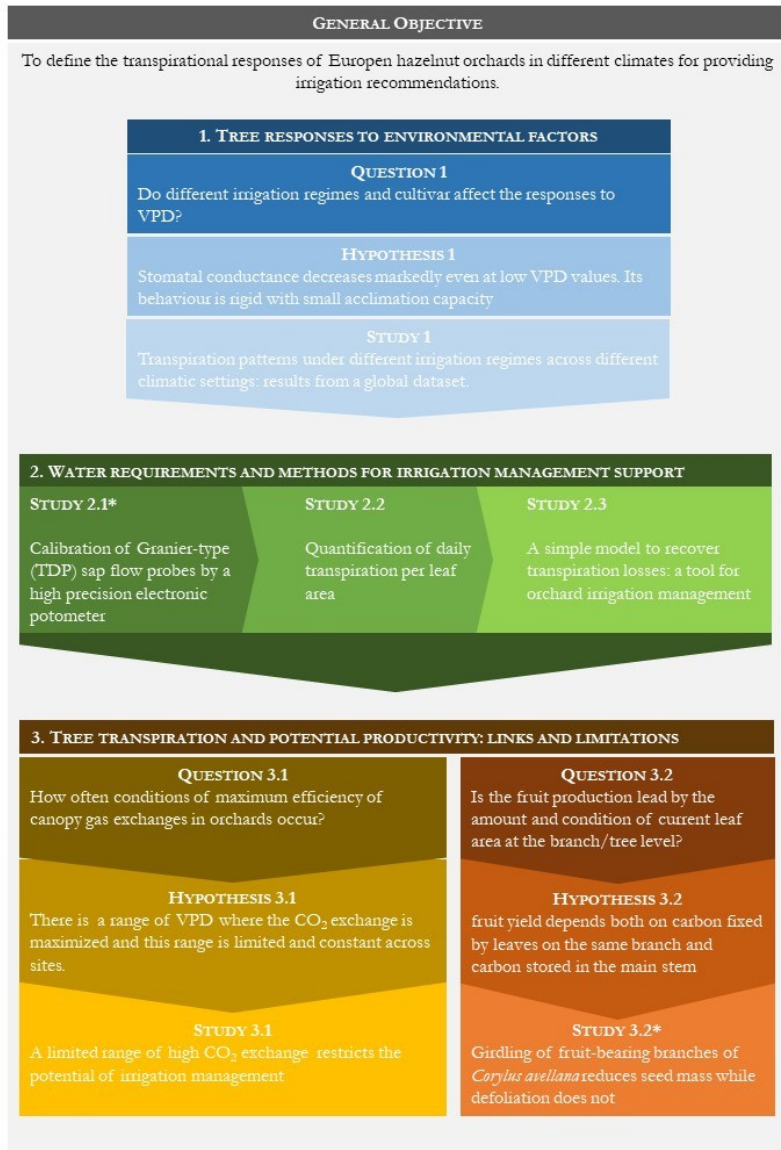 GENERAL OBJECTIVE
To define the transpirational responses of Europen hazelnut orchards in different climates for providing
irrigation recommendations.
1. TREE RESPONSES TO ENVIRONMENTAL FACTORS
QUESTION 1
Do different irrigation regimes and cultivar affect the responses to
VPD?
HYPOTHESIS 1
Stomatal conductance decreases markedly even at low VPD values. Its
behaviour is rigid with small acclimation capacity
STUDY 1
Transpiration patterns under different irrigation regimes across different
climatic settings: results from a global dataset.
2. WATER REQUIREMENTS AND METHODS FOR IRRIGATION MANAGEMENT SUPPORT
STUDY 2.1*
Calibration of Granier-type
(TDP) sap flow probes by a
high precision electronic
potometer
STUDY 2.2
Quantification of daily
transpiration per leaf
area
STUDY 2.3
A simple model to recover
transpiration losses: a tool for
orchard irrigation management
3. TREE TRANSPIRATION AND POTENTIAL PRODUCTIVITY: LINKS AND LIMITATIONS
QUESTION 3.1
How often conditions of maximum efficiency of
canopy gas exchanges in orchards occur?
HYPOTHESIS 3.1
There is a range of VPD where the CO₂ exchange is
maximized and this range is limited and constant across
sites.
STUDY 3.1
A limited range of high CO₂ exchange restricts the
potential of irrigation management
QUESTION 3.2
Is the fruit production lead by the
amount and condition of current leaf
area at the branch/tree level?
HYPOTHESIS 3.2
fruit yield depends both on carbon fixed
by leaves on the same branch and
carbon stored in the main stem
STUDY 3.2*
Girdling of fruit-bearing branches of
Corylus avellana reduces seed mass while
defoliation does not